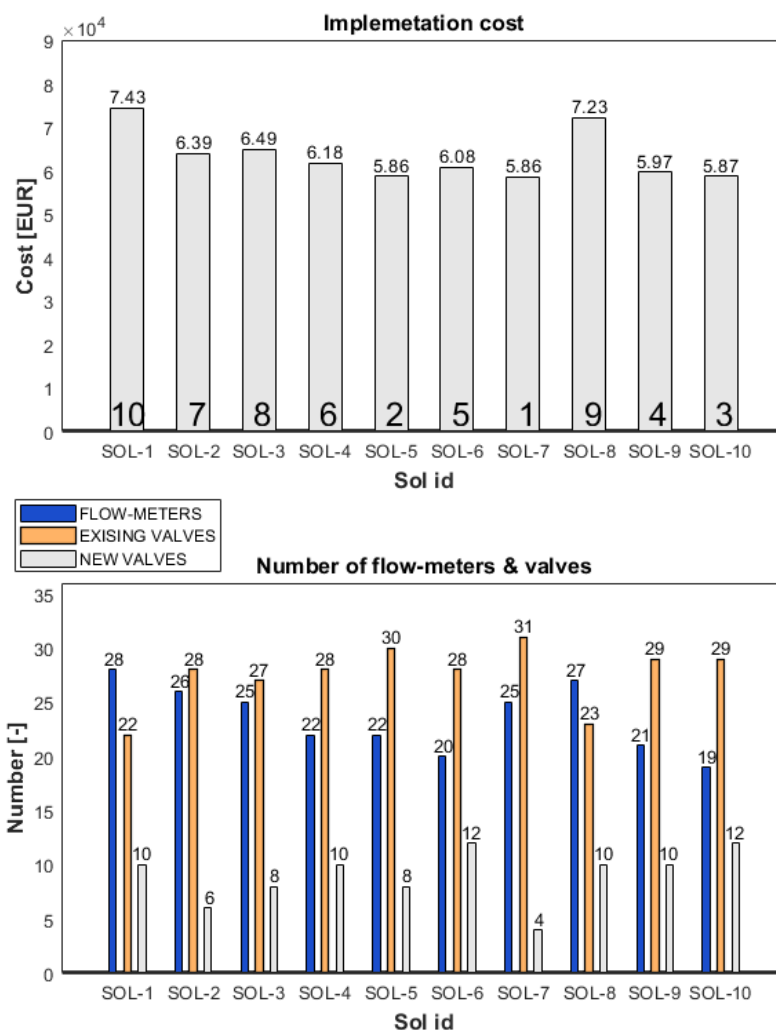 Implemetation cost
×10⁴
9
8
7
6
5
4
3
2
1
0
Cost [EUR]
7.43 6.39 6.49 6.18 5.86 6.08 5.86 7.23 5.97 5.87
10 7 8 6 2 5 1 9 4 3
SOL-1 SOL-2 SOL-3 SOL-4 SOL-5 SOL-6 SOL-7 SOL-8 SOL-9 SOL-10
Sol id
FLOW-METERS
EXISING VALVES
NEW VALVES
Number of flow-meters & valves
35
30
25
20
15
10
5
0
Number [-]
28 22 10 26 28 6 25 27 8 22 28 10 22 30 8 20 28 12 25 31 4 27 23 10 21 29 10 19 29 12
SOL-1 SOL-2 SOL-3 SOL-4 SOL-5 SOL-6 SOL-7 SOL-8 SOL-9 SOL-10
Sol id